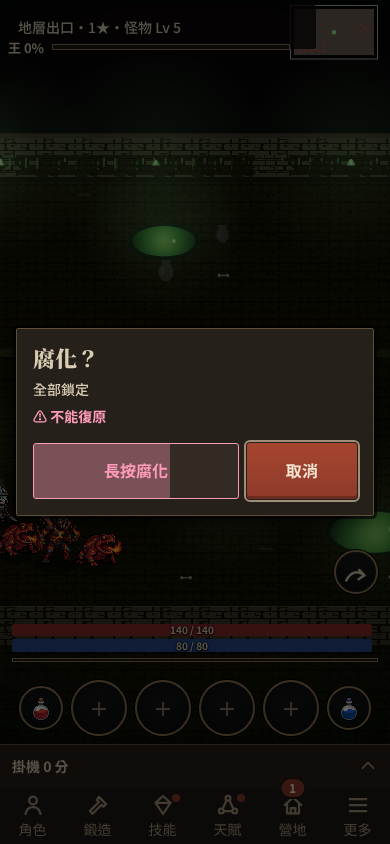 地層出口・1★・怪物 Lv 5
王 0%
腐化？
全部鎖定
不能復原
長按腐化
取消
140 / 140
80 / 80
掛機 0 分
1
角色
鍛造
技能
天賦
營地
更多